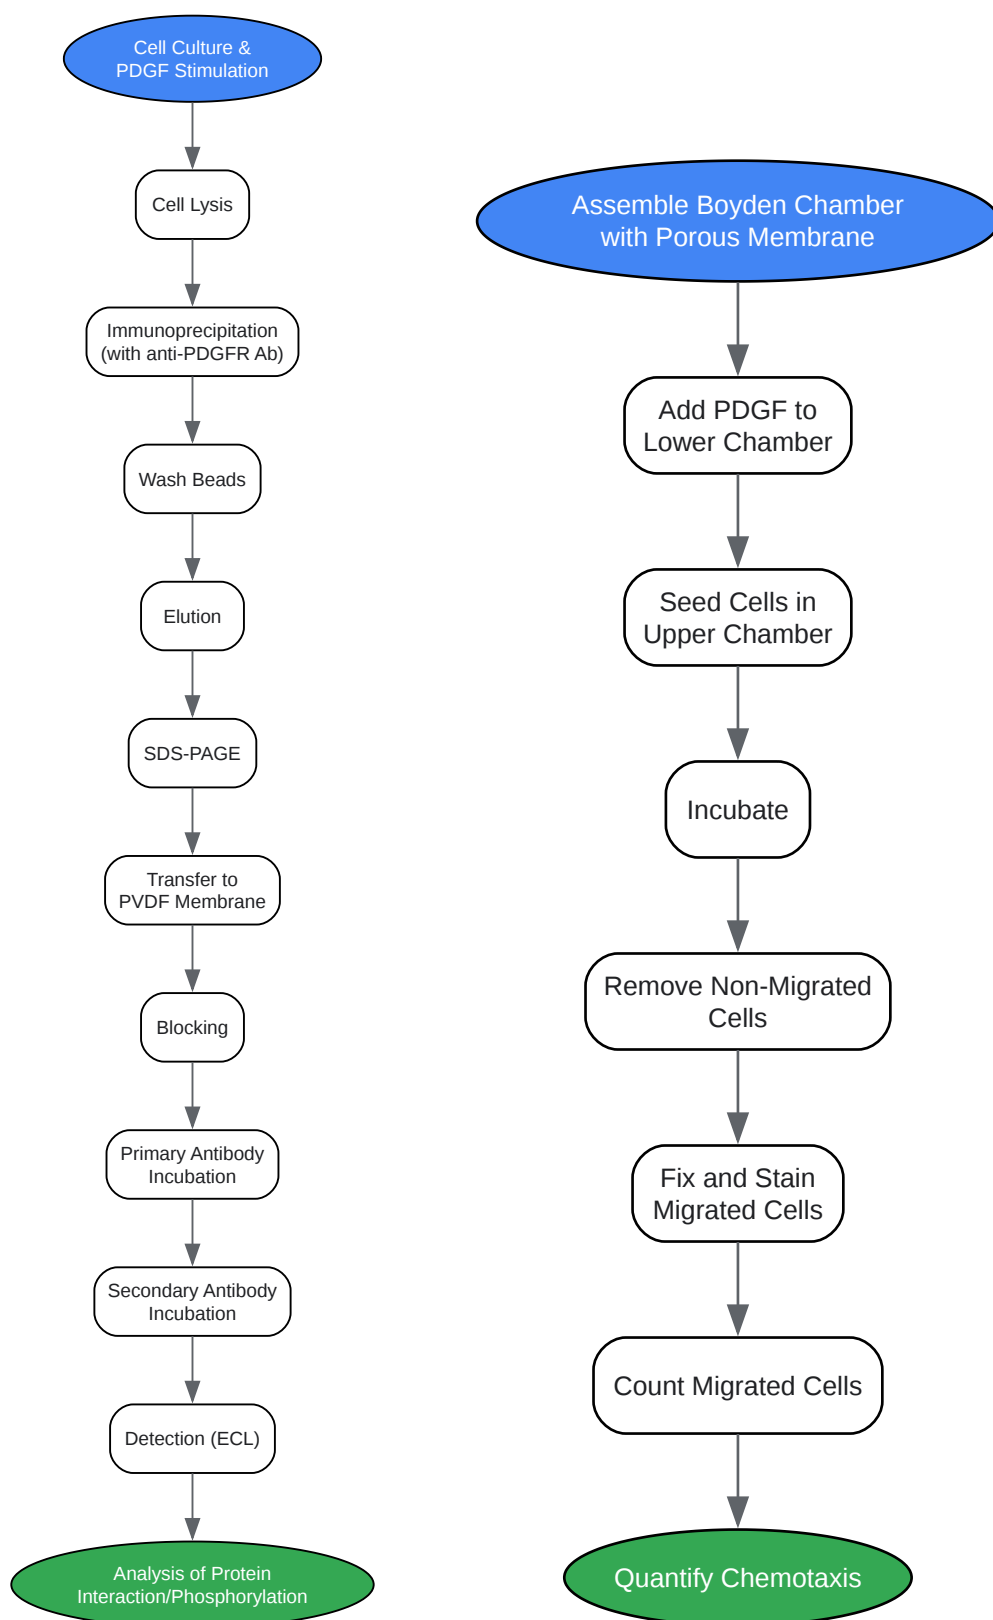 Cell Culture &
PDGF Stimulation
Cell Lysis
Immunoprecipitation
(with anti-PDGFR Ab)
Wash Beads
Elution
SDS-PAGE
Transfer to
PVDF Membrane
Blocking
Primary Antibody
Incubation
Secondary Antibody
Incubation
Detection (ECL)
Analysis of Protein
Interaction/Phosphorylation
Assemble Boyden Chamber
with Porous Membrane
Add PDGF to
Lower Chamber
Seed Cells in
Upper Chamber
Incubate
Remove Non-Migrated
Cells
Fix and Stain
Migrated Cells
Count Migrated Cells
Quantify Chemotaxis